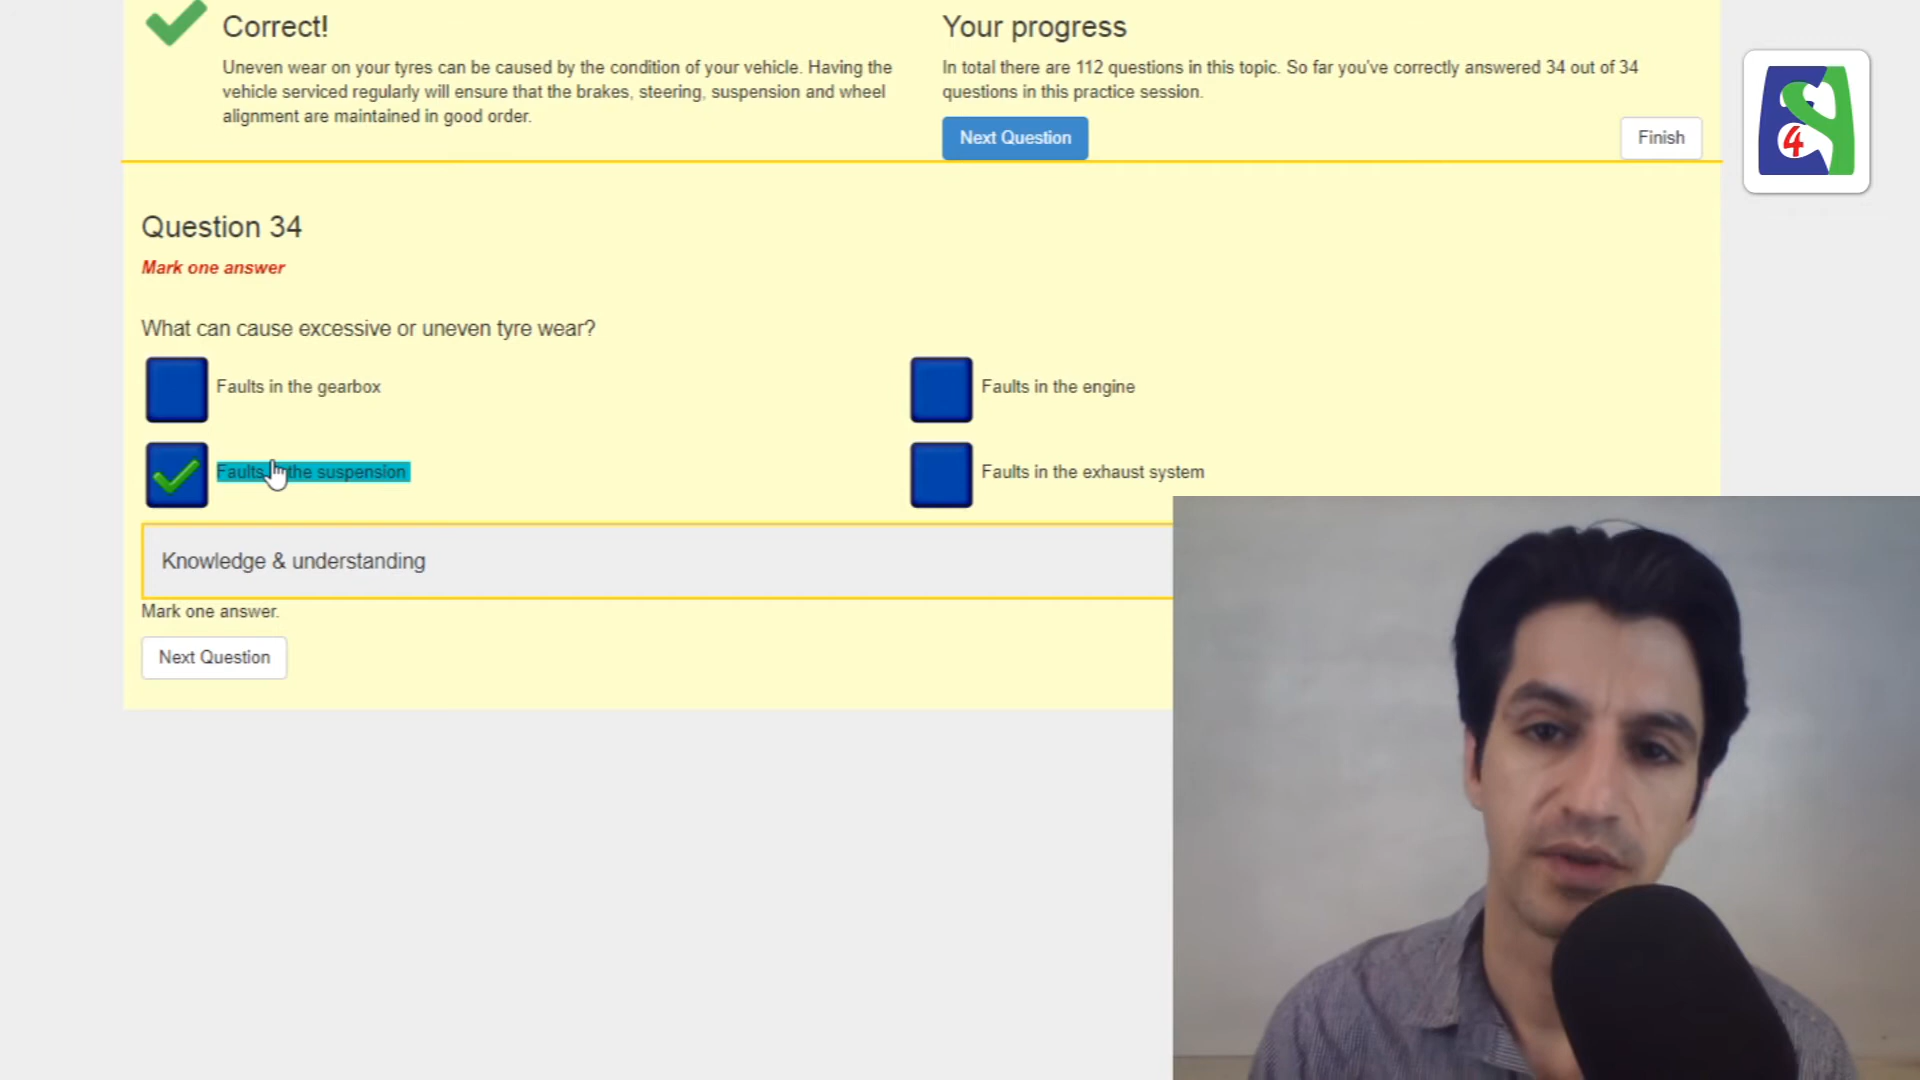 Correct!
Uneven wear on your tyres can be caused by the condition of your vehicle. Having the
vehicle serviced regularly will ensure that the brakes, steering, suspension and wheel
alignment are maintained in good order.
Your progress
In total there are 112 questions in this topic. So far you've correctly answered 34 out of 34
questions in this practice session.
Next Question
Finish
4
Question 34
Mark one answer
What can cause excessive or uneven tyre wear?
Faults in the gearbox
Faults in the engine
Faults in the suspension
Faults in the exhaust system
Knowledge & understanding
Mark one answer.
Next Question